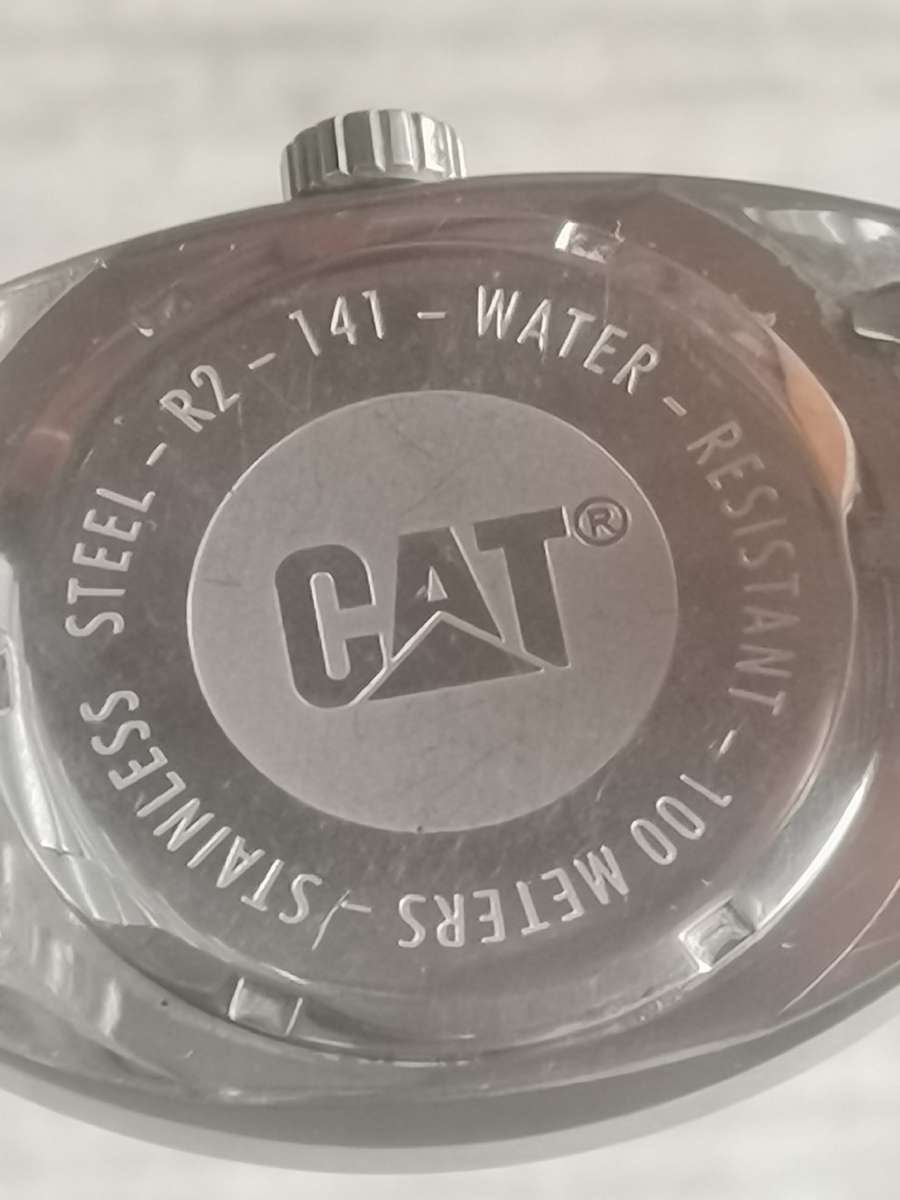 STAINLESS STEEL - R2 - 141 - WATER - RESISTANT - 100 METERS -
CAT®